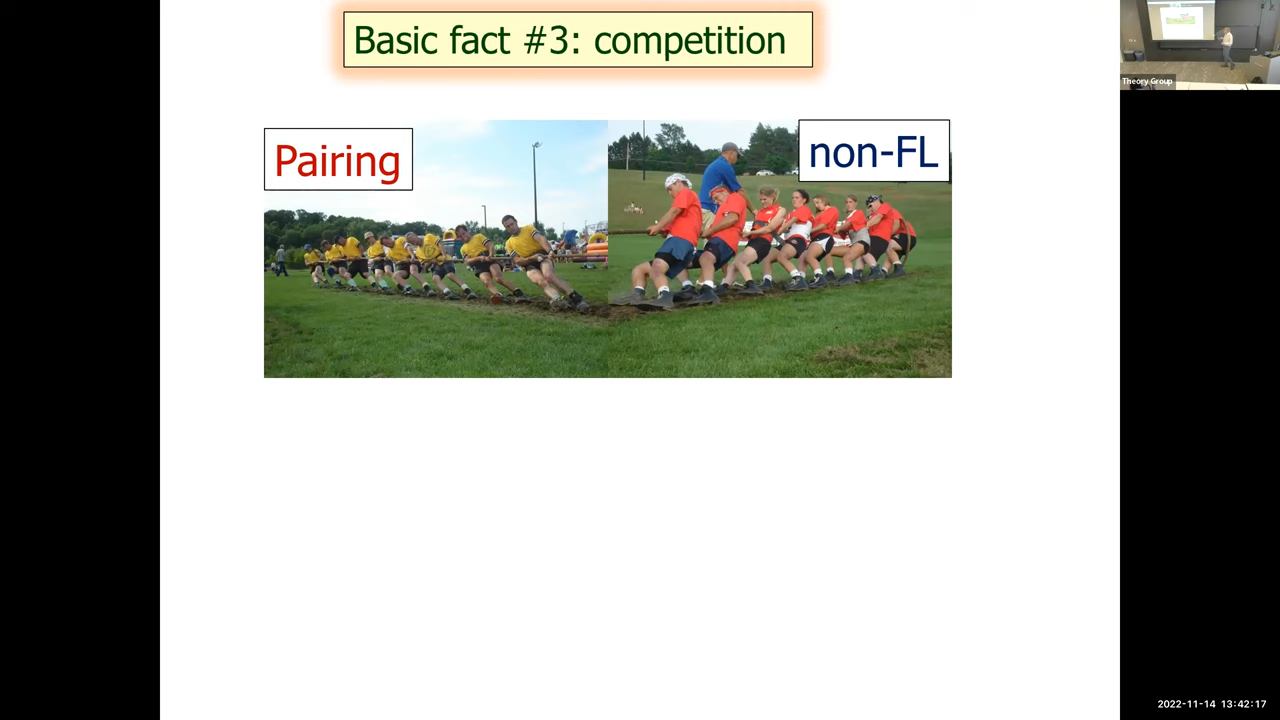 Basic fact #3: competition
Pairing
non-FL
Theory Group
2022-11-14 13:42:17